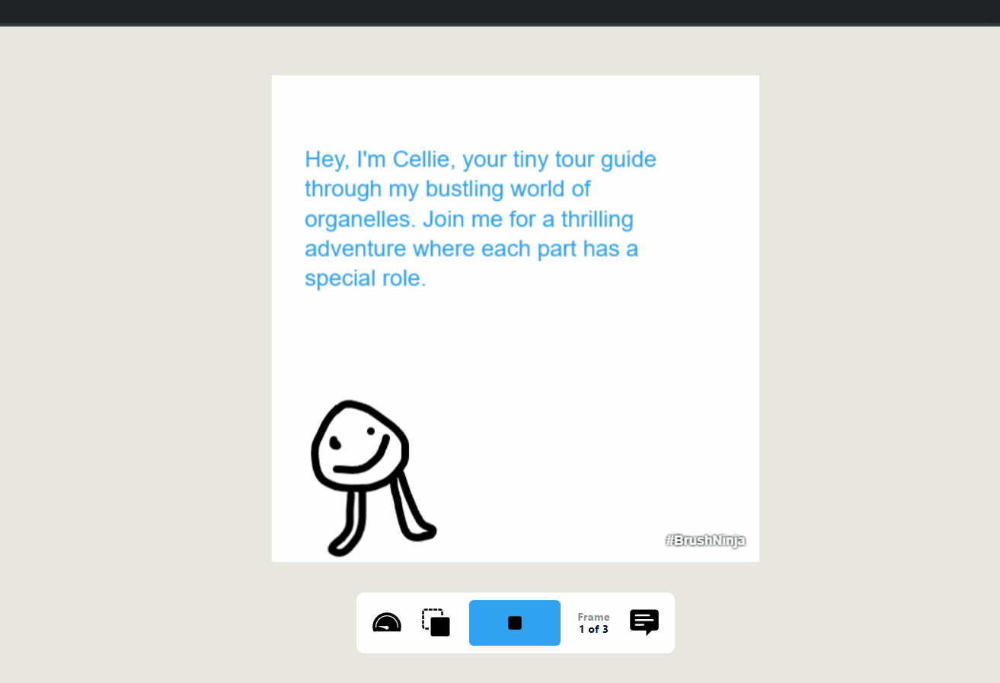 Hey, I'm Cellie, your tiny tour guide
through my bustling world of
organelles. Join me for a thrilling
adventure where each part has a
special role.
#BrushNinja
Frame
1 of 3